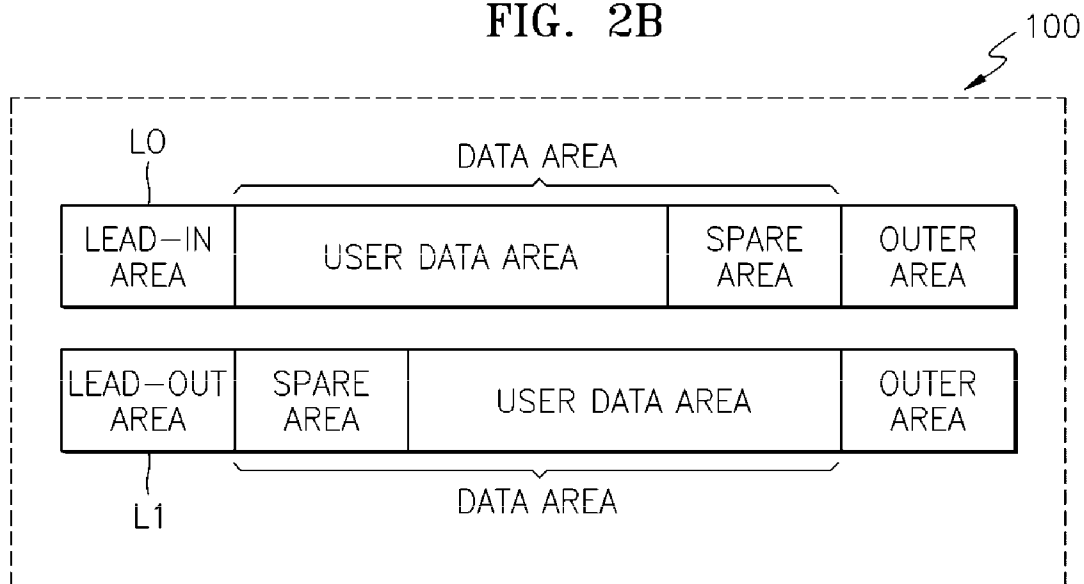 FIG. 2B
100
L0
DATA AREA
LEAD-IN
AREA
USER DATA AREA
SPARE
AREA
OUTER
AREA
LEAD-OUT
AREA
SPARE
AREA
USER DATA AREA
OUTER
AREA
L1
DATA AREA